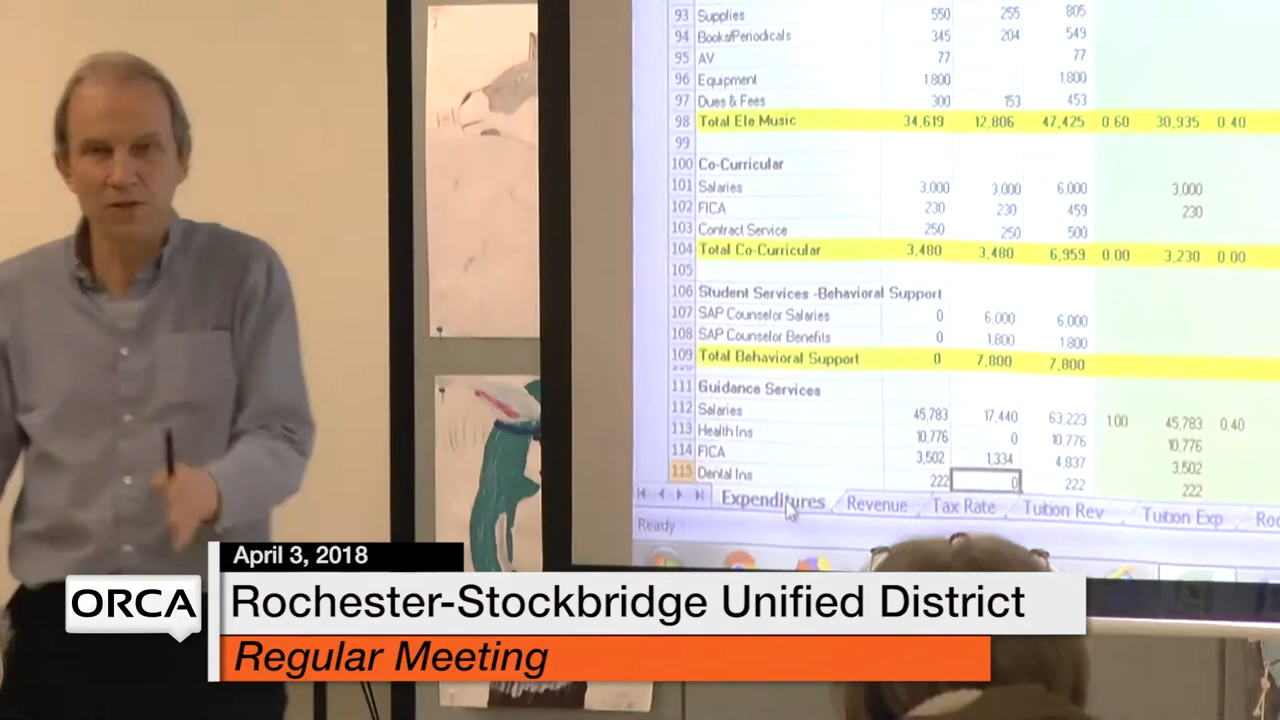 93 Supplies 550 255 805
94 Books/Periodicals 345 204 549
95 AV 77 77
96 Equipment 1,800 1,800
97 Dues & Fees 300 153 453
98 Total Ele Music 34,619 12,806 47,425 0.60 30,935 0.40
99
100 Co-Curricular
101 Salaries 3,000 3,000 6,000 3,000
102 FICA 230 230 459 230
103 Contract Service 250 250 500
104 Total Co-Curricular 3,480 3,480 6,959 0.00 3,230 0.00
105
106 Student Services -Behavioral Support
107 SAP Counselor Salaries 0 6,000 6,000
108 SAP Counselor Benefits 0 1,800 1,800
109 Total Behavioral Support 0 7,800 7,800
111 Guidance Services
112 Salaries 45,783 17,440 63,223 1.00 45,783 0.40
113 Health Ins 10,776 0 10,776 10,776
114 FICA 3,502 1,334 4,837 3,502
115 Dental Ins 222 0 222 222
Expenditures Revenue Tax Rate Tuition Rev Tuition Exp
Ready
April 3, 2018
ORCA Rochester-Stockbridge Unified District
Regular Meeting